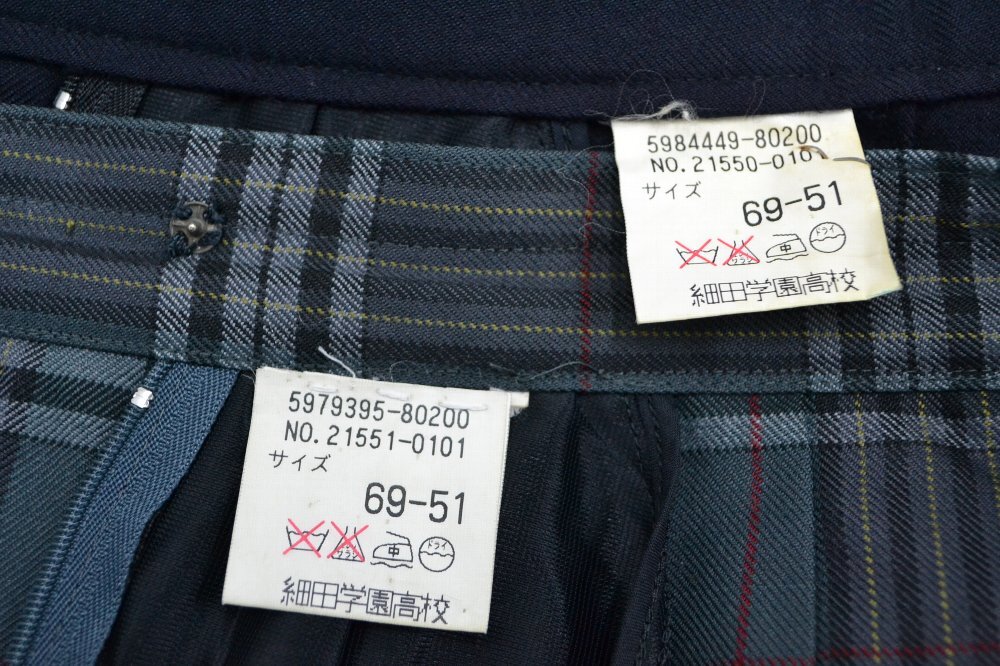 5984449-80200
NO.21550-0101
サイズ
69-51
中
ドライ
細田学園高校
5979395-80200
NO.21551-0101
サイズ
69-51
中
ドライ
細田学園高校